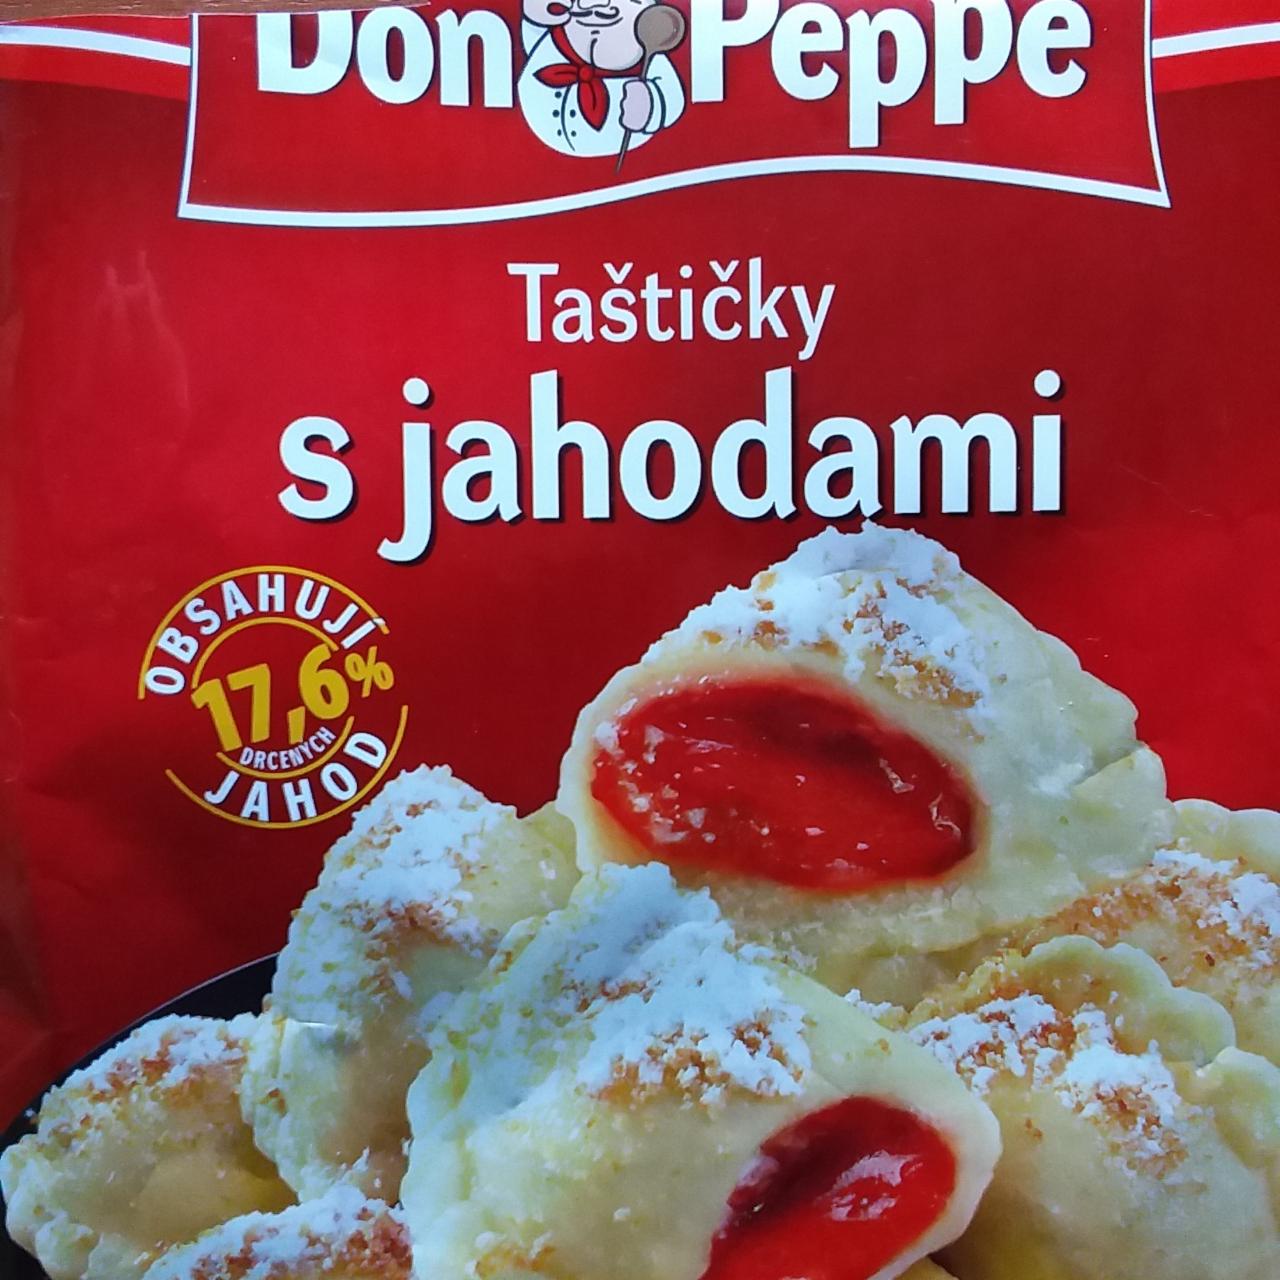 Don Peppe
Taštičky
s jahodami
OBSAHUJÍ
17,6%
DRCENÝCH
JAHOD